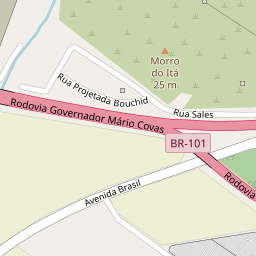 Morro
do Itá
25 m
Rua Projetada Bouchid
Rua Sales
Rodovia Governador Mário Covas
BR-101
Rodovia
Avenida Brasil